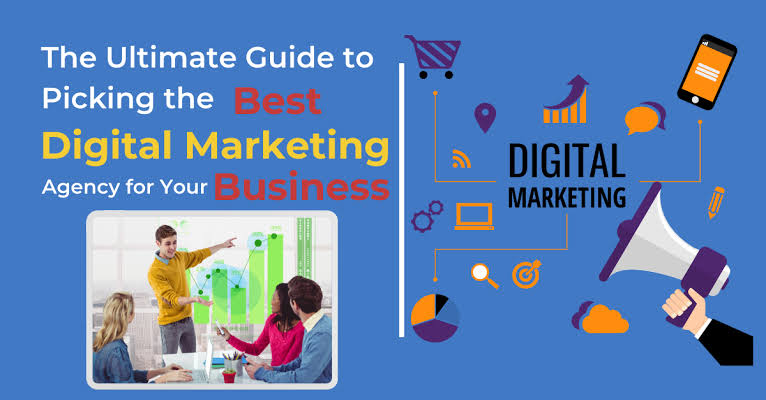 The Ultimate Guide to
Picking the Best
Digital Marketing
Agency for Your Business
DIGITAL
MARKETING